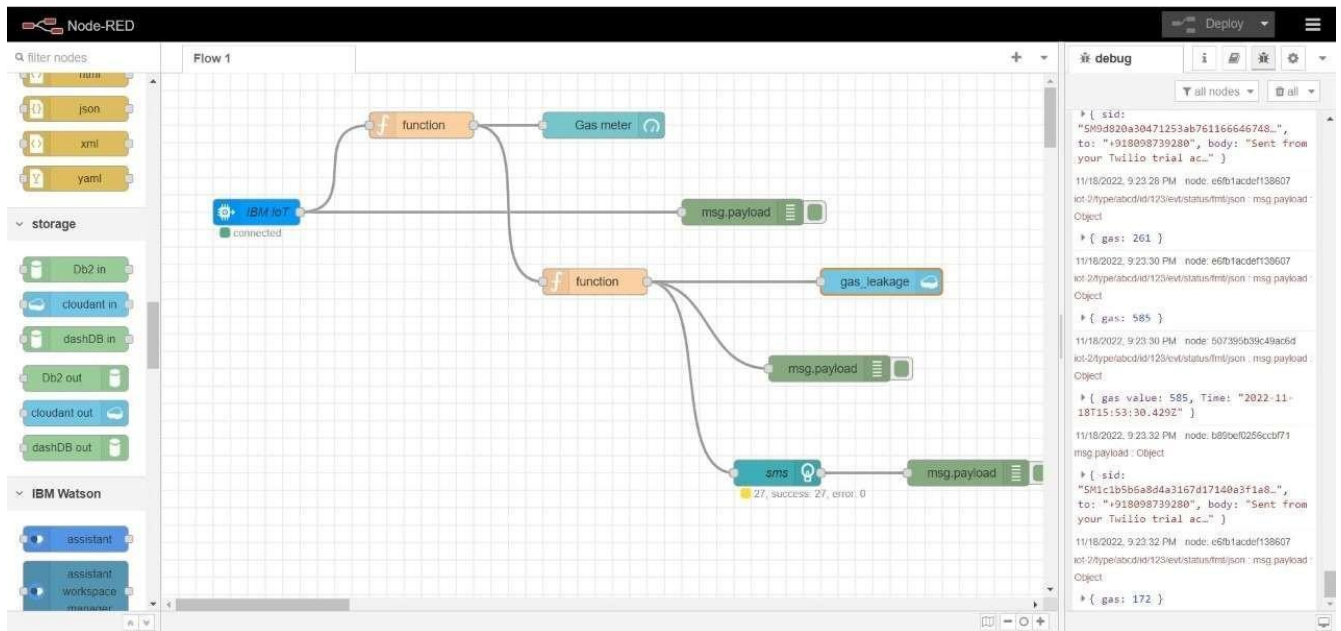 Node-RED
Deploy
filter nodes
html
json
xml
yaml
storage
Db2 in
cloudant in
dashDB in
Db2 out
cloudant out
dashDB out
IBM Watson
assistant
assistant
workspace
manager
Flow 1
function
Gas meter
IBM IoT
connected
msg.payload
function
gas_leakage
msg.payload
sms
27, success: 27, error: 0
msg.payload
debug
i
all nodes
all
{ sid:
"SM9d820a30471253ab761166646748…",
to: "+918098739280", body: "Sent from
your Twilio trial ac…" }
11/18/2022, 9:23:28 PM node: e6fb1acdef138607
iot-2/type/abcd/id/123/evt/status/fmt/json : msg.payload :
Object
{ gas: 261 }
11/18/2022, 9:23:30 PM node: e6fb1acdef138607
iot-2/type/abcd/id/123/evt/status/fmt/json : msg.payload :
Object
{ gas: 585 }
11/18/2022, 9:23:30 PM node: 507395b39c49ac6d
iot-2/type/abcd/id/123/evt/status/fmt/json : msg.payload :
Object
{ gas value: 585, Time: "2022-11-
18T15:53:30.429Z" }
11/18/2022, 9:23:32 PM node: b89bef0256ccbf71
msg.payload : Object
{ sid:
"SM1c1b5b6a8d4a3167d17140a3f1a8…",
to: "+918098739280", body: "Sent from
your Twilio trial ac…" }
11/18/2022, 9:23:32 PM node: e6fb1acdef138607
iot-2/type/abcd/id/123/evt/status/fmt/json : msg.payload :
Object
{ gas: 172 }